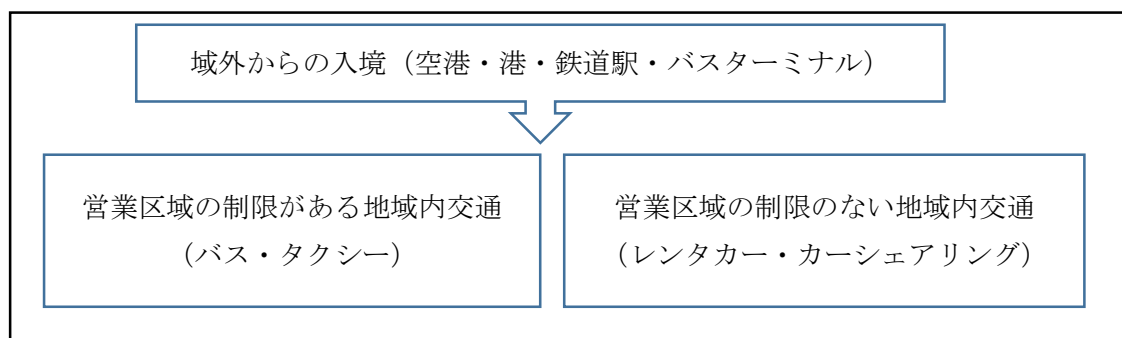 域外からの入境（空港・港・鉄道駅・バスターミナル）
営業区域の制限がある地域内交通
（バス・タクシー）
営業区域の制限のない地域内交通
（レンタカー・カーシェアリング）